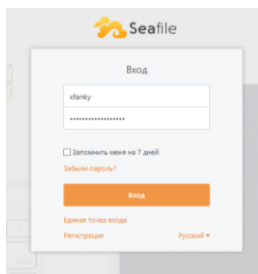 Seafile
Вход
xfanky
••••••••••••••••••
Запомнить меня на 7 дней
Забыли пароль?
Вход
Единая точка входа
Регистрация Русский